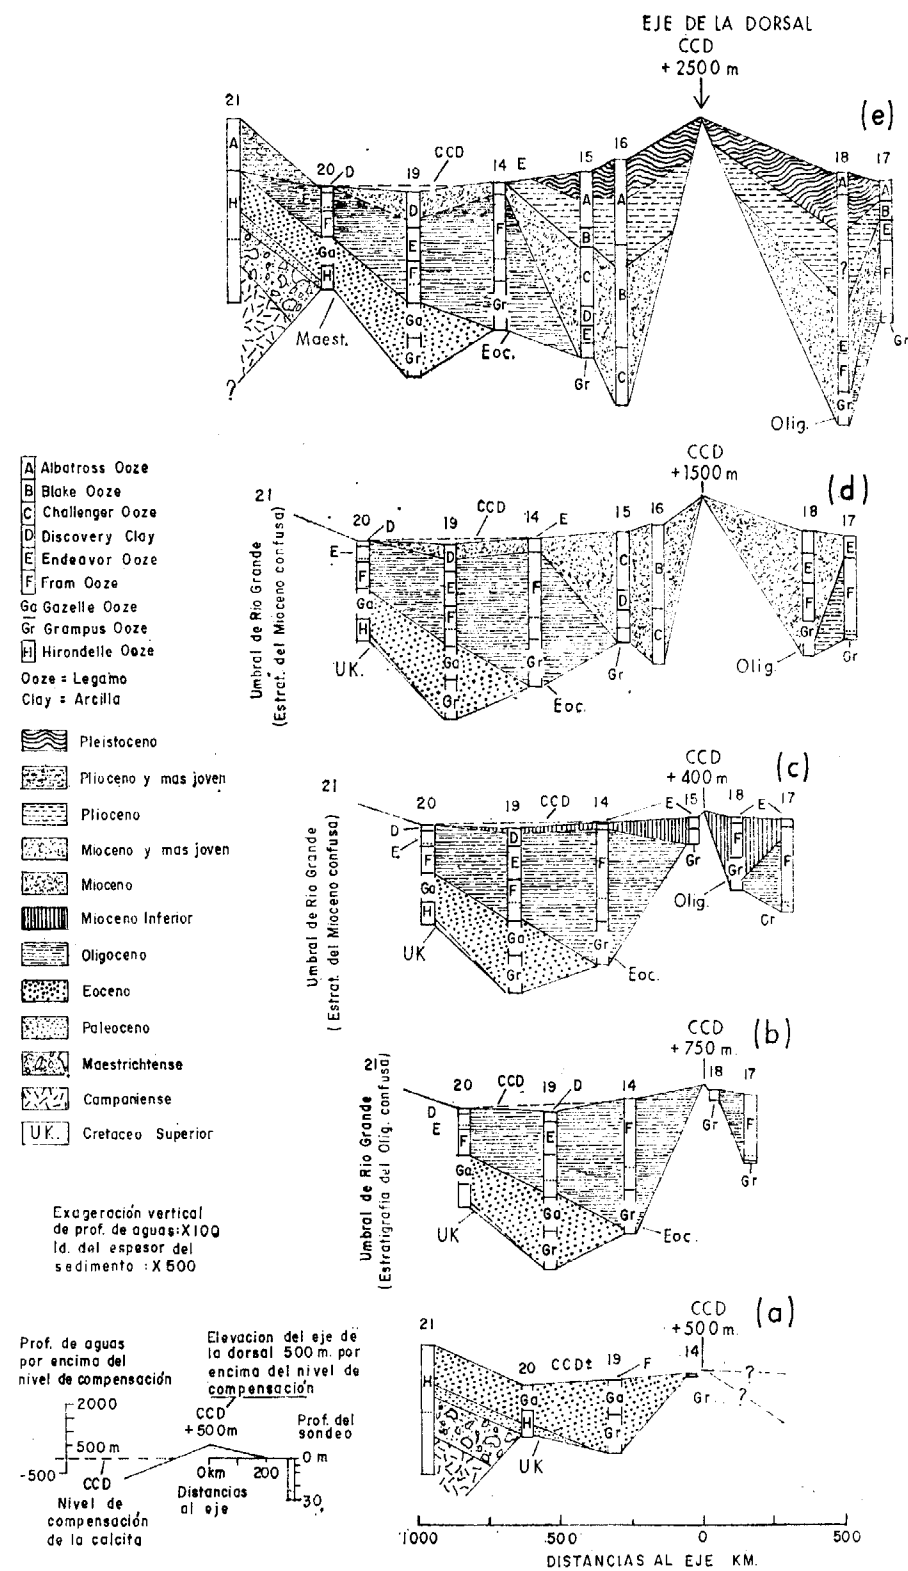 EJE DE LA DORSAL
CCD
+2500 m
(e)
21
20
D
19
CCD
14
E
15
16
18
17
A
H
E
F
Ga
H
D
E
F
Ga
Gr
F
Gr
A
B
C
D
E
Gr
A
B
C
A
?
E
F
Gr
A
B
E
F
Gr
Maest.
Eoc.
Olig.
?
A Albatross Ooze
B Blake Ooze
C Challenger Ooze
D Discovery Clay
E Endeavor Ooze
F Fram Ooze
Ga Gazelle Ooze
Gr Grampus Ooze
H Hirondelle Ooze
Ooze = Legamo
Clay = Arcilla
Pleistoceno
Plioceno y mas joven
Plioceno
Mioceno y mas joven
Mioceno
Mioceno Inferior
Oligoceno
Eoceno
Paleoceno
Maestrichtense
Campaniense
UK. Cretaceo Superior
Exageración vertical
de prof. de aguas:X100
Id. del espesor del
sedimento :X500
CCD
+1500 m
(d)
21
20
D
19
CCD
14
E
15
16
18
17
E
F
Ga
H
D
E
F
Ga
Gr
F
Gr
C
D
Gr
B
C
E
F
Gr
E
F
Gr
UK.
Eoc.
Olig.
Umbral de Rio Grande
(Estrat. del Mioceno confusa)
CCD
+400 m
(c)
21
20
19
CCD
14
E
15
18
E
17
D
E
F
Ga
H
D
E
F
Ga
Gr
F
Gr
Gr
F
Gr
F
Gr
UK
Eoc.
Olig.
Umbral de Rio Grande
(Estrat. del Mioceno confusa)
CCD
+750 m.
(b)
21
20
CCD
19
D
14
18
17
D
E
F
Ga
E
Ga
Gr
F
Gr
Gr
F
Gr
UK
Eoc.
Umbral de Rio Grande
(Estratigrafia del Olig. confusa)
CCD
+500 m.
(a)
21
20
CCD±
19
F
14
H
Ga
H
Ga
Gr
Gr
?
?
UK
Prof. de aguas
por encima del
nivel de compensación
2000
500 m
-500
CCD
Nivel de
compensación
de la calcita
Elevacion del eje de
la dorsal 500 m. por
encima del nivel de
compensación
CCD
+500m
0km
200
Distancias
al eje
Prof. del
sondeo
0 m
30
1000
500
0
500
DISTANCIAS AL EJE KM.